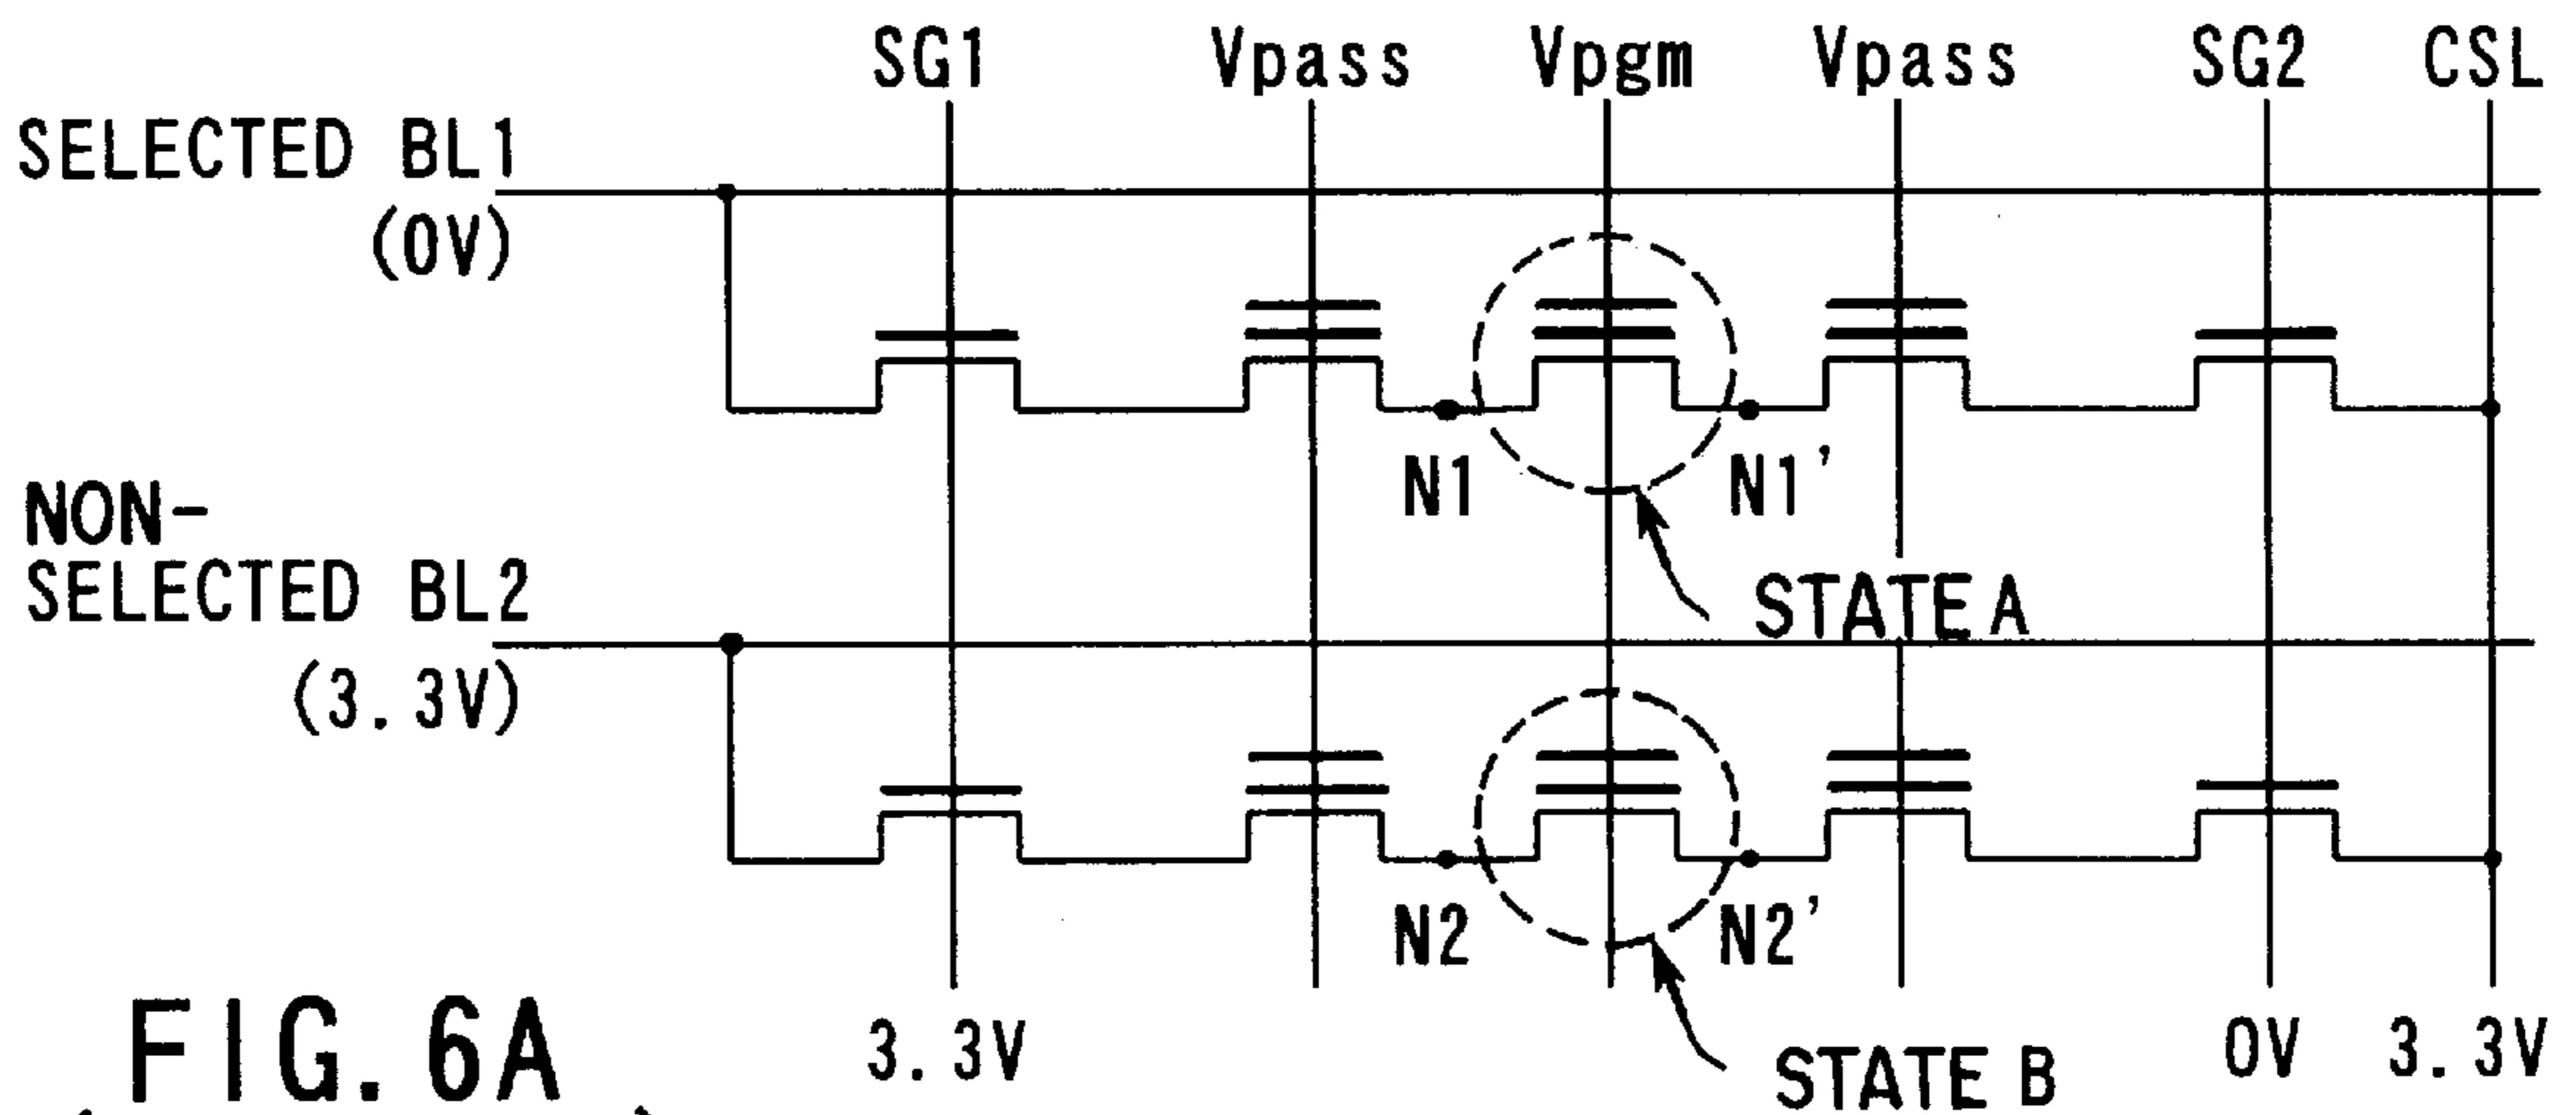 SG1 Vpass Vpgm Vpass SG2 CSL
SELECTED BL1
(0V)
N1 N1'
NON-
SELECTED BL2
STATE A
(3.3V)
N2 N2'
FIG. 6A
3.3V
STATE B
0V 3.3V